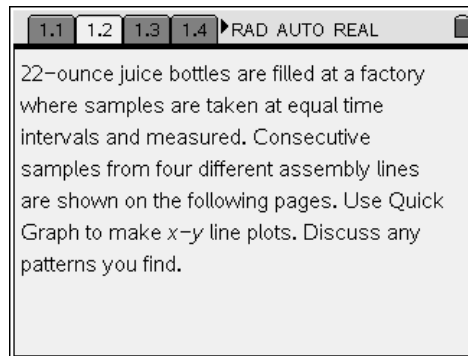 1.1 1.2 1.3 1.4 RAD AUTO REAL
22-ounce juice bottles are filled at a factory
where samples are taken at equal time
intervals and measured. Consecutive
samples from four different assembly lines
are shown on the following pages. Use Quick
Graph to make x-y line plots. Discuss any
patterns you find.